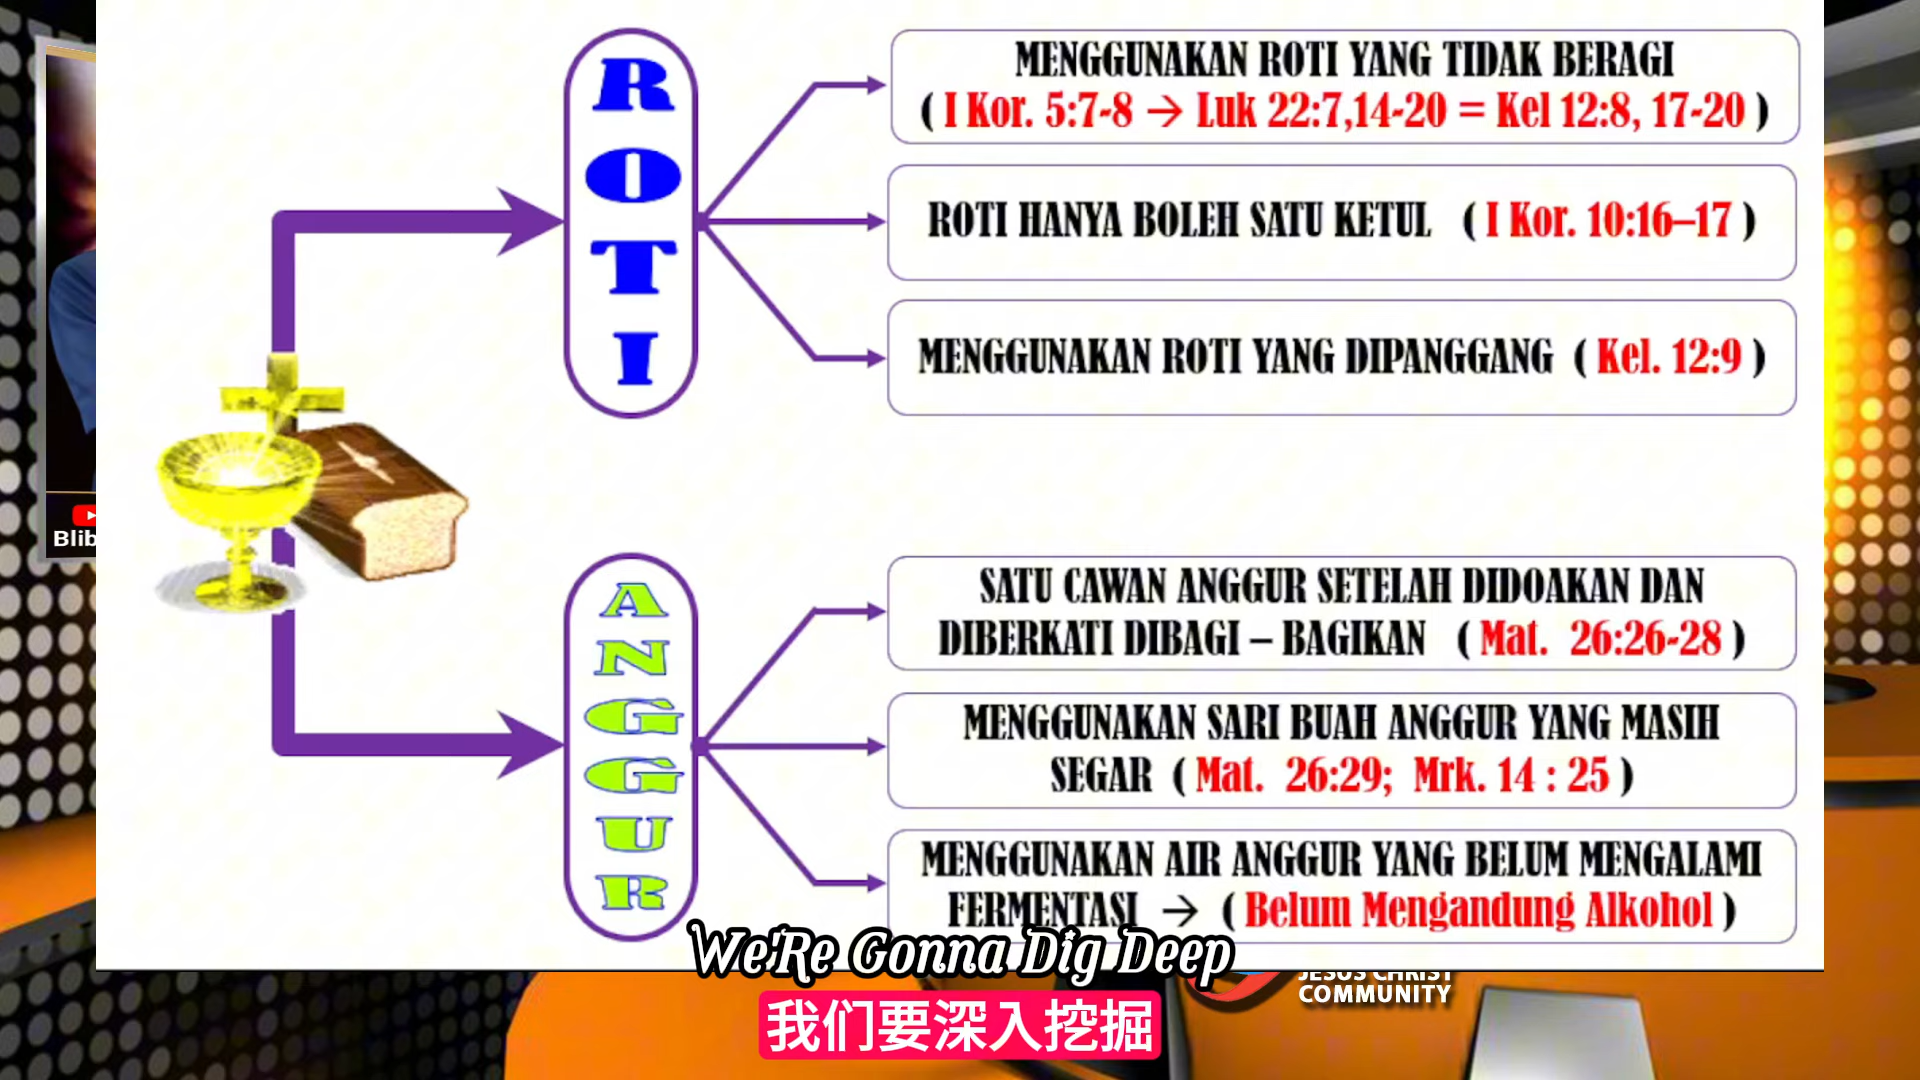 ROTI
MENGGUNAKAN ROTI YANG TIDAK BERAGI
( I Kor. 5:7-8 → Luk 22:7,14-20 = Kel 12:8, 17-20 )
ROTI HANYA BOLEH SATU KETUL ( I Kor. 10:16–17 )
MENGGUNAKAN ROTI YANG DIPANGGANG ( Kel. 12:9 )
ANGGUR
SATU CAWAN ANGGUR SETELAH DIDOAKAN DAN
DIBERKATI DIBAGI – BAGIKAN ( Mat. 26:26-28 )
MENGGUNAKAN SARI BUAH ANGGUR YANG MASIH
SEGAR ( Mat. 26:29; Mrk. 14 : 25 )
MENGGUNAKAN AIR ANGGUR YANG BELUM MENGALAMI
FERMENTASI → ( Belum Mengandung Alkohol )
Blib
We'Re Gonna Dig Deep
JESUS CHRIST
COMMUNITY
我们要深入挖掘